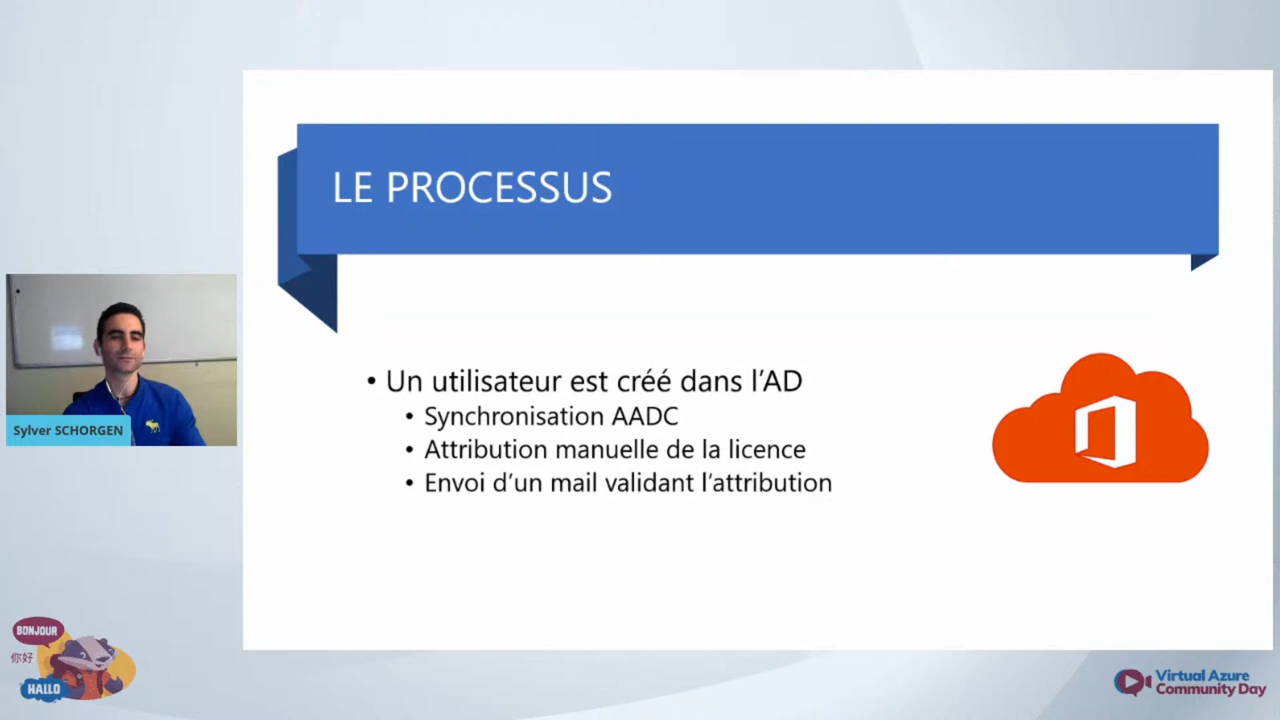 LE PROCESSUS
• Un utilisateur est créé dans l'AD
• Synchronisation AADC
• Attribution manuelle de la licence
• Envoi d'un mail validant l'attribution
Sylver SCHORGEN
BONJOUR
你好
HALLO
Virtual Azure
Community Day